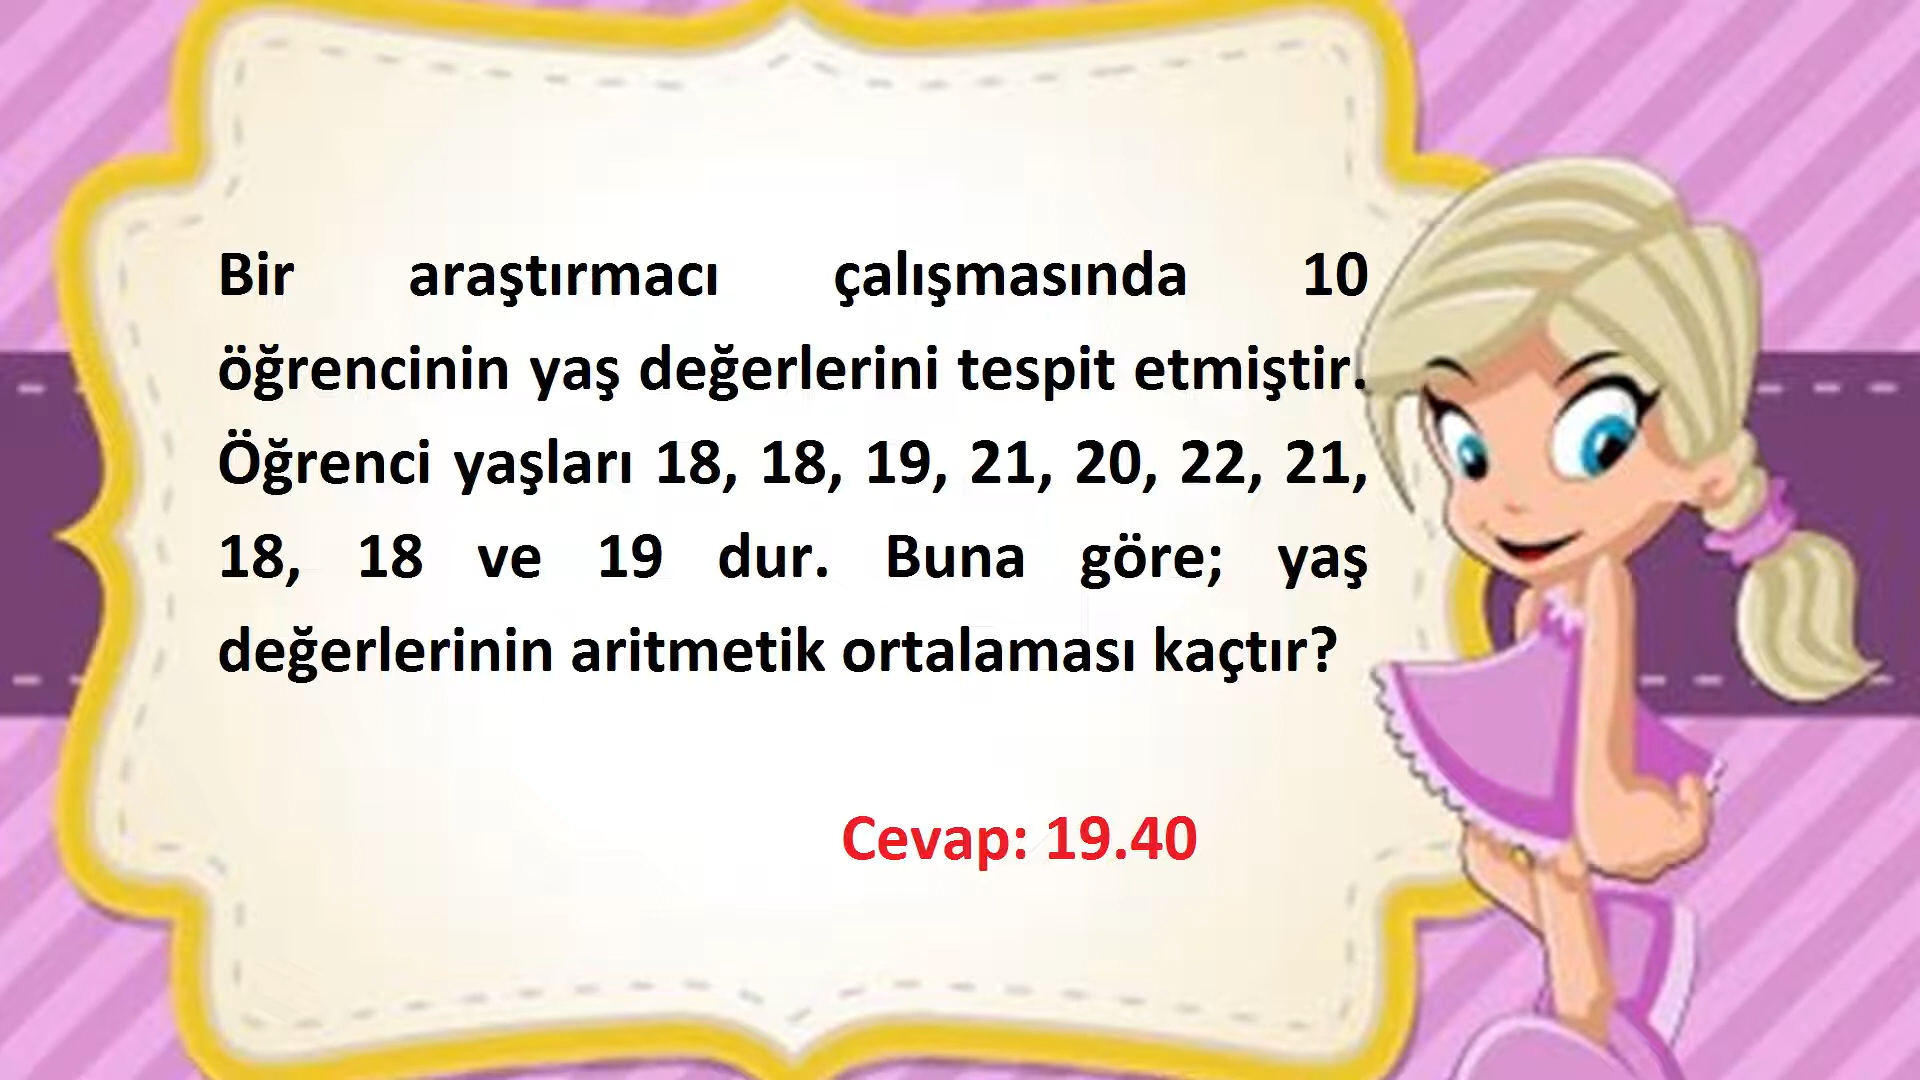 Bir araştırmacı çalışmasında 10
öğrencinin yaş değerlerini tespit etmiştir.
Öğrenci yaşları 18, 18, 19, 21, 20, 22, 21,
18, 18 ve 19 dur. Buna göre; yaş
değerlerinin aritmetik ortalaması kaçtır?
Cevap: 19.40